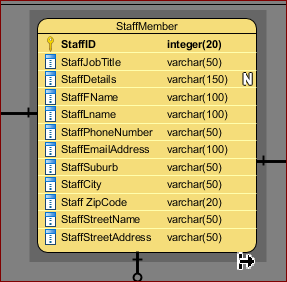 StaffMember
StaffID integer(20)
StaffJobTitle varchar(50)
StaffDetails varchar(150) N
StaffFName varchar(100)
StaffLname varchar(100)
StaffPhoneNumber varchar(50)
StaffEmailAddress varchar(100)
StaffSuburb varchar(50)
StaffCity varchar(50)
Staff ZipCode varchar(20)
StaffStreetName varchar(50)
StaffStreetAddress varchar(50)